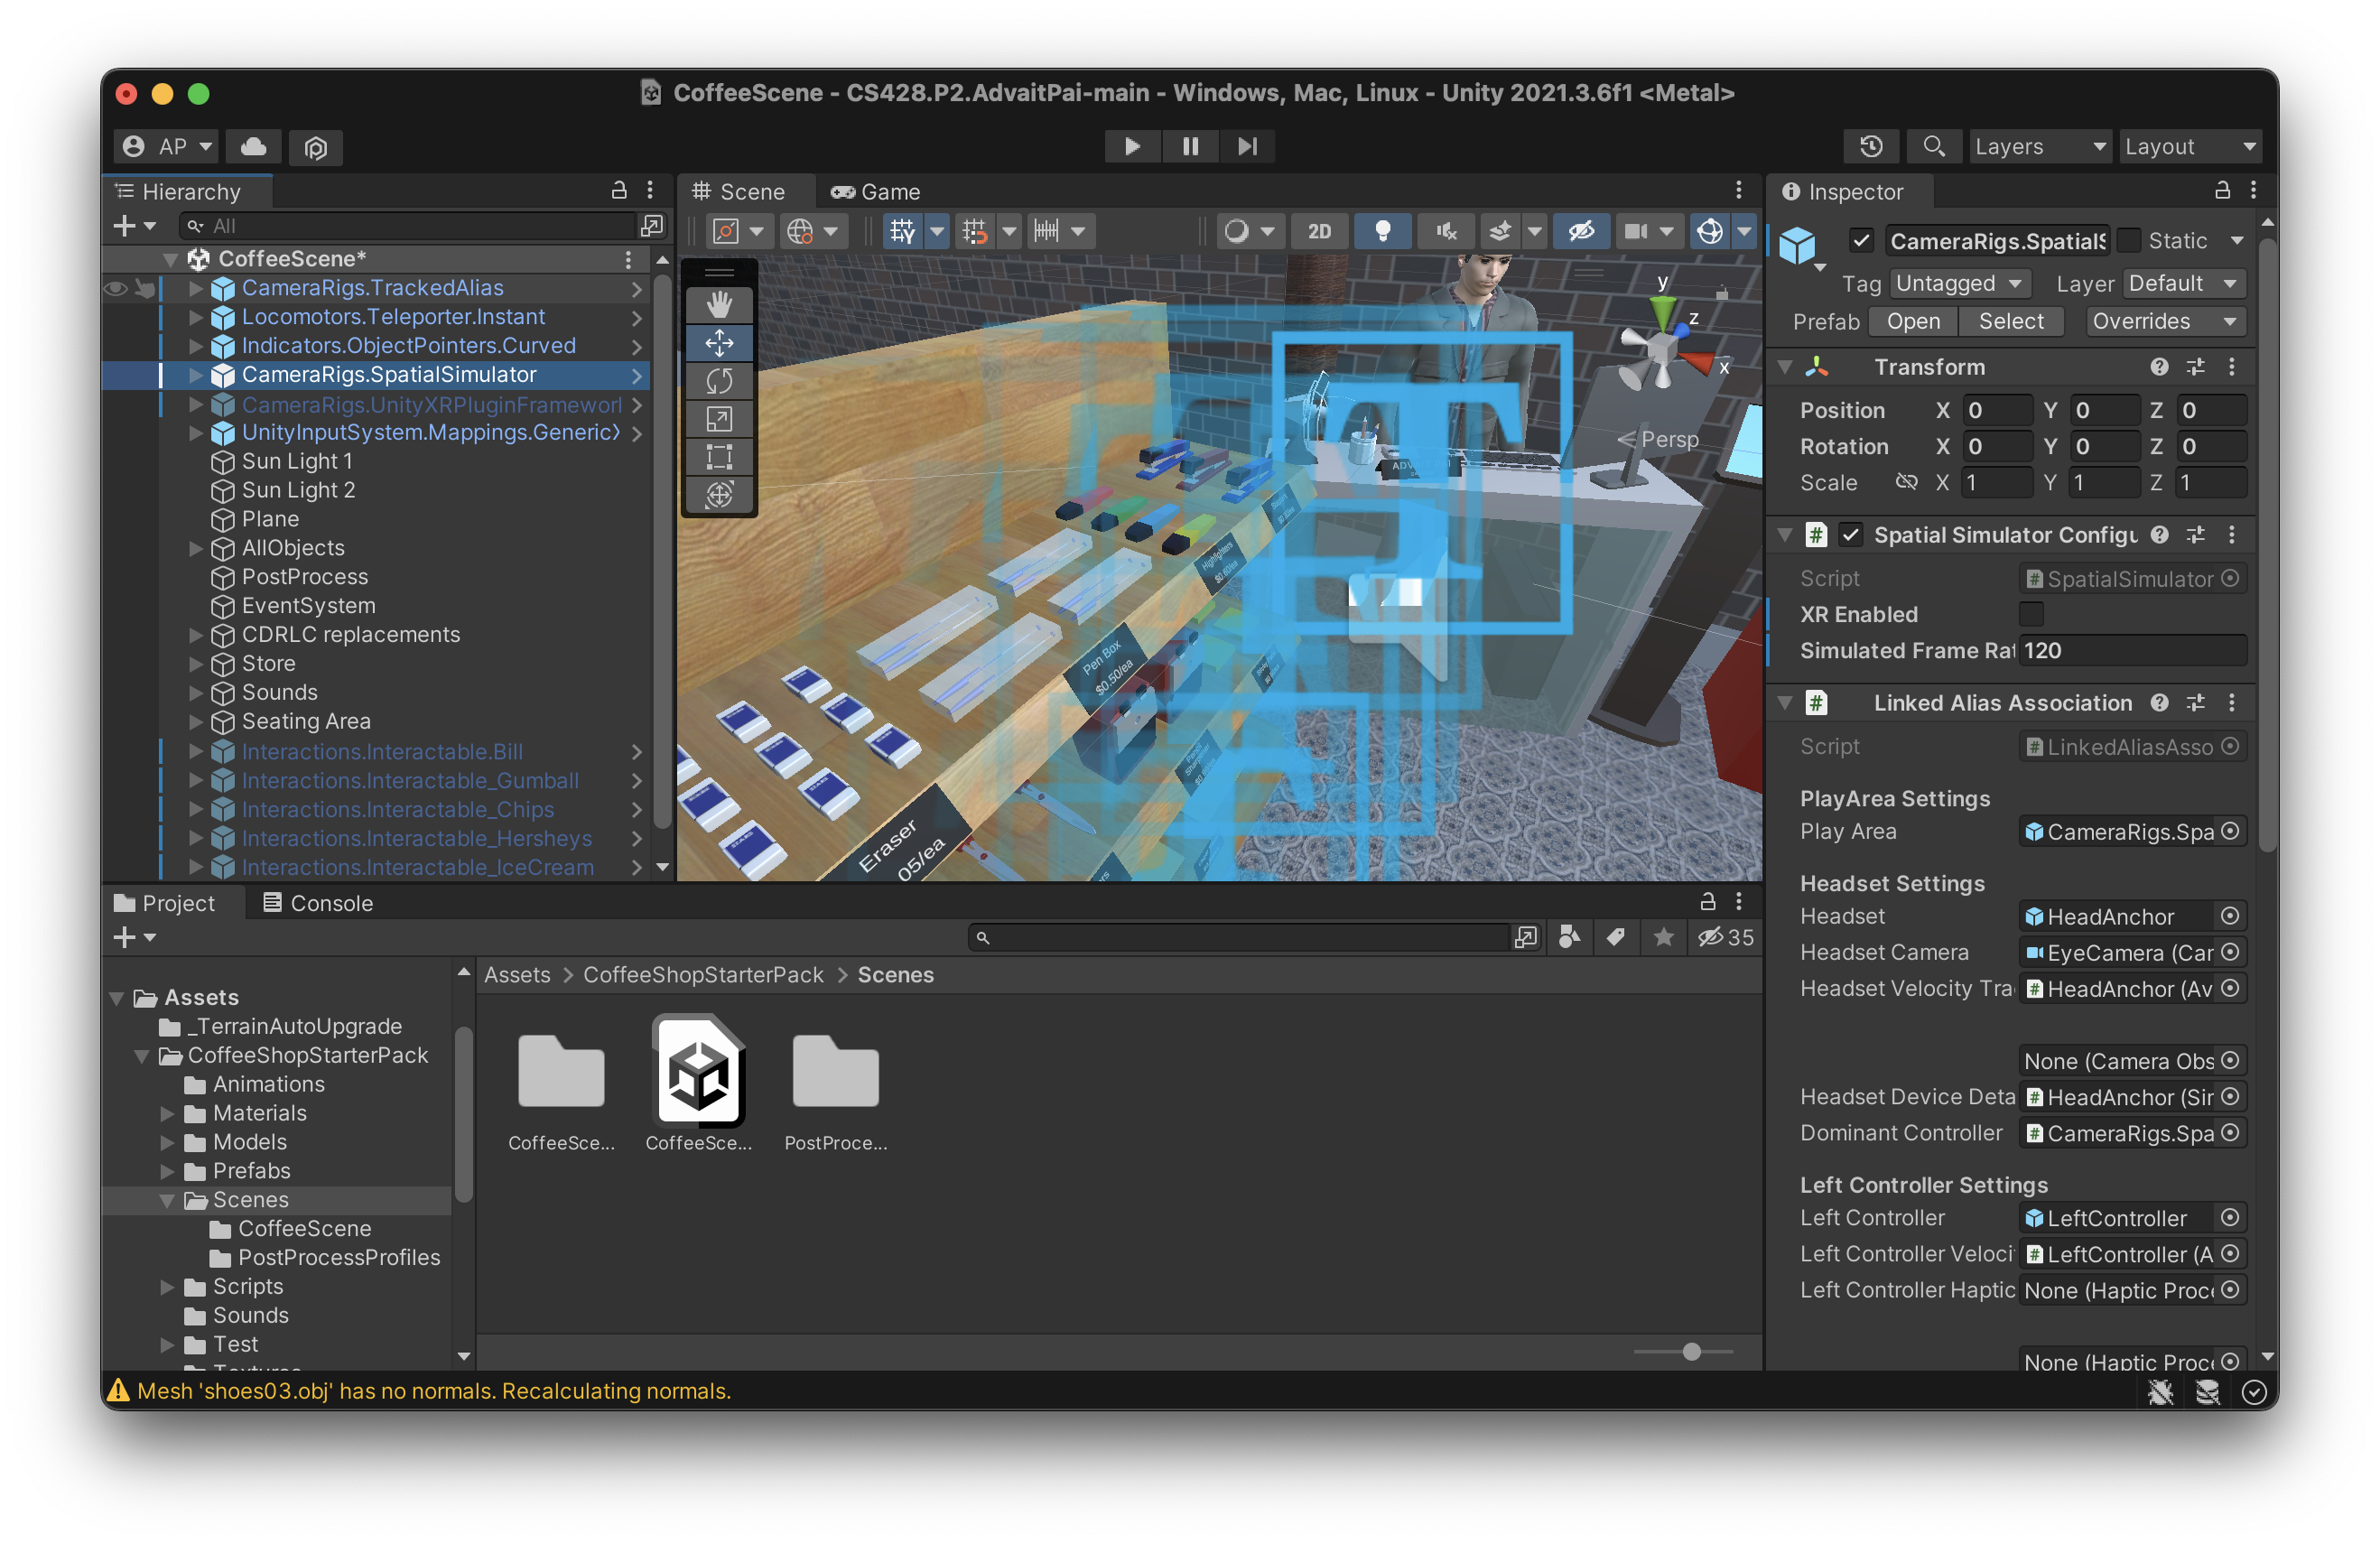 CoffeeScene - CS428.P2.AdvaitPai-main - Windows, Mac, Linux - Unity 2021.3.6f1 <Metal>
AP
Layers
Layout
Hierarchy
All
CoffeeScene*
CameraRigs.TrackedAlias
Locomotors.Teleporter.Instant
Indicators.ObjectPointers.Curved
CameraRigs.SpatialSimulator
CameraRigs.UnityXRPluginFramewor
UnityInputSystem.Mappings.Generic
Sun Light 1
Sun Light 2
Plane
AllObjects
PostProcess
EventSystem
CDRLC replacements
Store
Sounds
Seating Area
Interactions.Interactable.Bill
Interactions.Interactable_Gumball
Interactions.Interactable_Chips
Interactions.Interactable_Hersheys
Interactions.Interactable_IceCream
Scene
Game
2D
y
z
x
Persp
T
Highlighters
$0.60/ea
Pen Box
$0.50/ea
Eraser
05/ea
Inspector
CameraRigs.SpatialS
Static
Tag Untagged Layer Default
Prefab Open Select Overrides
Transform
Position X 0 Y 0 Z 0
Rotation X 0 Y 0 Z 0
Scale X 1 Y 1 Z 1
# Spatial Simulator Configu
Script # SpatialSimulator
XR Enabled
Simulated Frame Rat 120
# Linked Alias Association
Script # LinkedAliasAsso
PlayArea Settings
Play Area CameraRigs.Spa
Headset Settings
Headset HeadAnchor
Headset Camera EyeCamera (Car
Headset Velocity Tra # HeadAnchor (Av
None (Camera Obs
Headset Device Deta # HeadAnchor (Sir
Dominant Controller # CameraRigs.Spa
Left Controller Settings
Left Controller LeftController
Left Controller Veloci # LeftController (A
Left Controller Haptic None (Haptic Proce
None (Haptic Proce
Project
Console
35
Assets
_TerrainAutoUpgrade
CoffeeShopStarterPack
Animations
Materials
Models
Prefabs
Scenes
CoffeeScene
PostProcessProfiles
Scripts
Sounds
Test
Textures
Assets > CoffeeShopStarterPack > Scenes
CoffeeSce...
CoffeeSce...
PostProce...
Mesh 'shoes03.obj' has no normals. Recalculating normals.